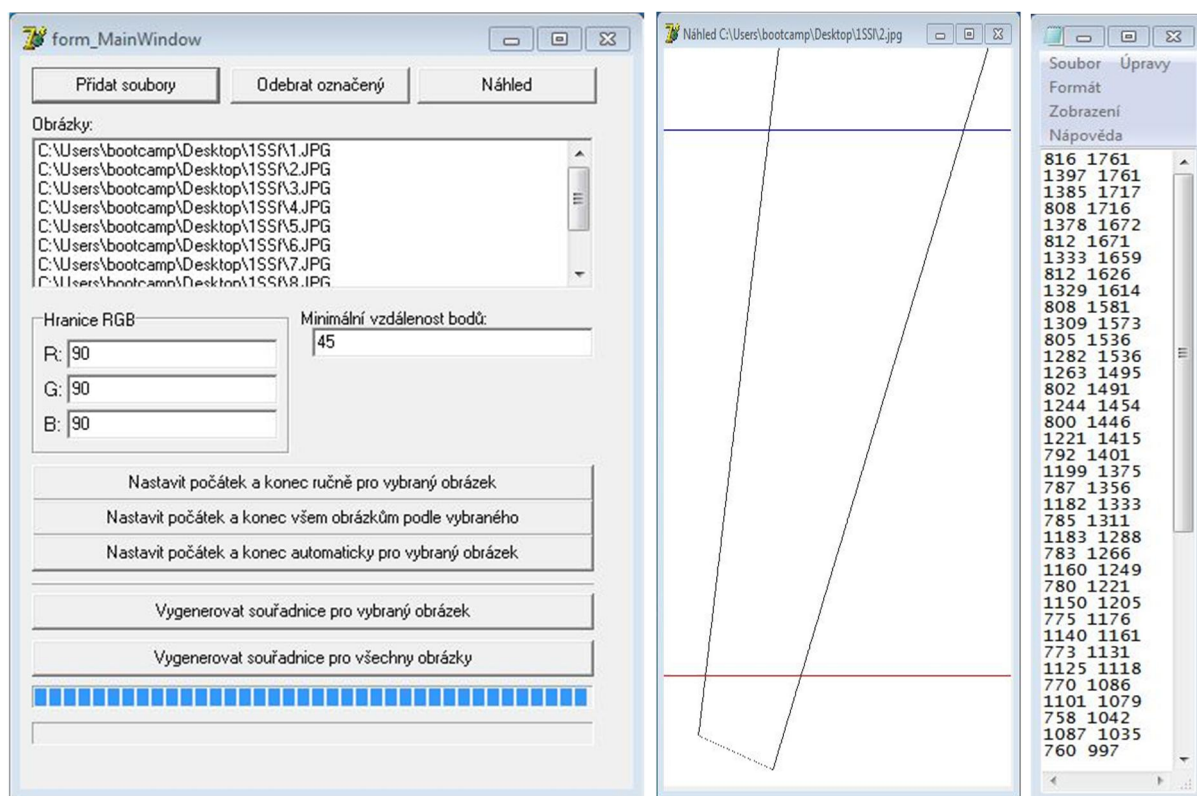 form_MainWindow
Přidat soubory
Odebrat označený
Náhled
Obrázky:
C:\Users\bootcamp\Desktop\1SSf\1.JPG
C:\Users\bootcamp\Desktop\1SSf\2.JPG
C:\Users\bootcamp\Desktop\1SSf\3.JPG
C:\Users\bootcamp\Desktop\1SSf\4.JPG
C:\Users\bootcamp\Desktop\1SSf\5.JPG
C:\Users\bootcamp\Desktop\1SSf\6.JPG
C:\Users\bootcamp\Desktop\1SSf\7.JPG
C:\Users\bootcamp\Desktop\1SSf\8.JPG
Hranice RGB
R: 90
G: 90
B: 90
Minimální vzdálenost bodů:
45
Nastavit počátek a konec ručně pro vybraný obrázek
Nastavit počátek a konec všem obrázkům podle vybraného
Nastavit počátek a konec automaticky pro vybraný obrázek
Vygenerovat souřadnice pro vybraný obrázek
Vygenerovat souřadnice pro všechny obrázky
Náhled C:\Users\bootcamp\Desktop\1SSf\2.jpg
Soubor Úpravy
Formát
Zobrazení
Nápověda
816 1761
1397 1761
1385 1717
808 1716
1378 1672
812 1671
1333 1659
812 1626
1329 1614
808 1581
1309 1573
805 1536
1282 1536
1263 1495
802 1491
1244 1454
800 1446
1221 1415
792 1401
1199 1375
787 1356
1182 1333
785 1311
1183 1288
783 1266
1160 1249
780 1221
1150 1205
775 1176
1140 1161
773 1131
1125 1118
770 1086
1101 1079
758 1042
1087 1035
760 997